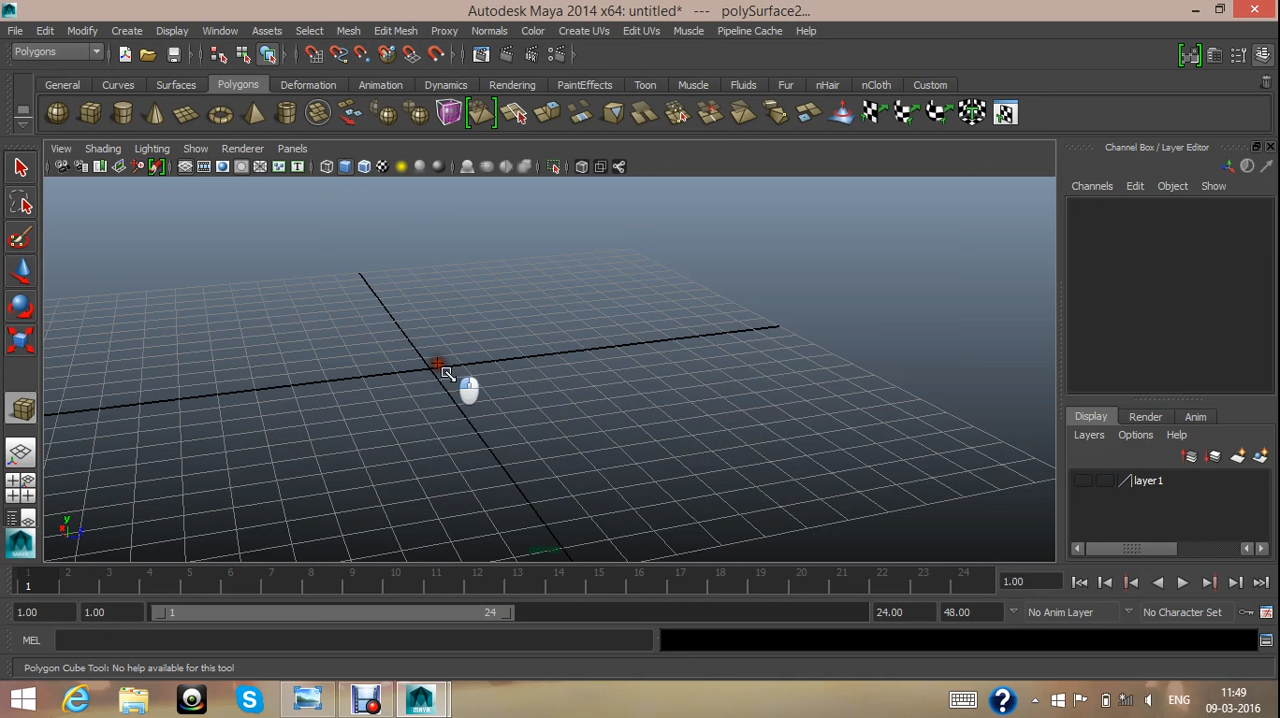 Autodesk Maya 2014 x64: untitled* --- polySurface2...
File Edit Modify Create Display Window Assets Select Mesh Edit Mesh Proxy Normals Color Create UVs Edit UVs Muscle Pipeline Cache Help
Polygons
General Curves Surfaces Polygons Deformation Animation Dynamics Rendering PaintEffects Toon Muscle Fluids Fur nHair nCloth Custom
View Shading Lighting Show Renderer Panels
Channel Box / Layer Editor
Channels Edit Object Show
Display Render Anim
Layers Options Help
layer1
y
x
persp
MAYA
1 2 3 4 5 6 7 8 9 10 11 12 13 14 15 16 17 18 19 20 21 22 23 24
1
1.00
1.00 1.00 1 24 24.00 48.00 No Anim Layer No Character Set
MEL
Polygon Cube Tool: No help available for this tool
MAYA
ENG
11:49
09-03-2016